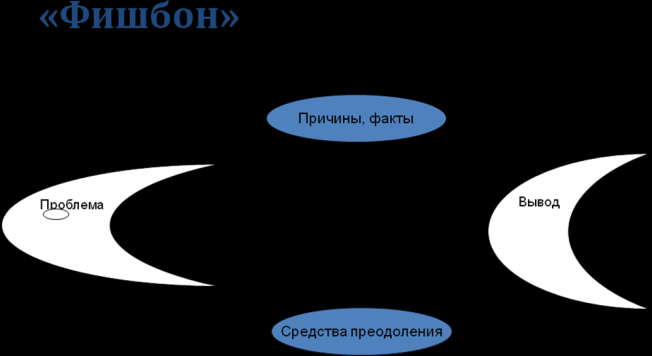 «Фишбон»
Причины, факты
Проблема
Вывод
Средства преодоления